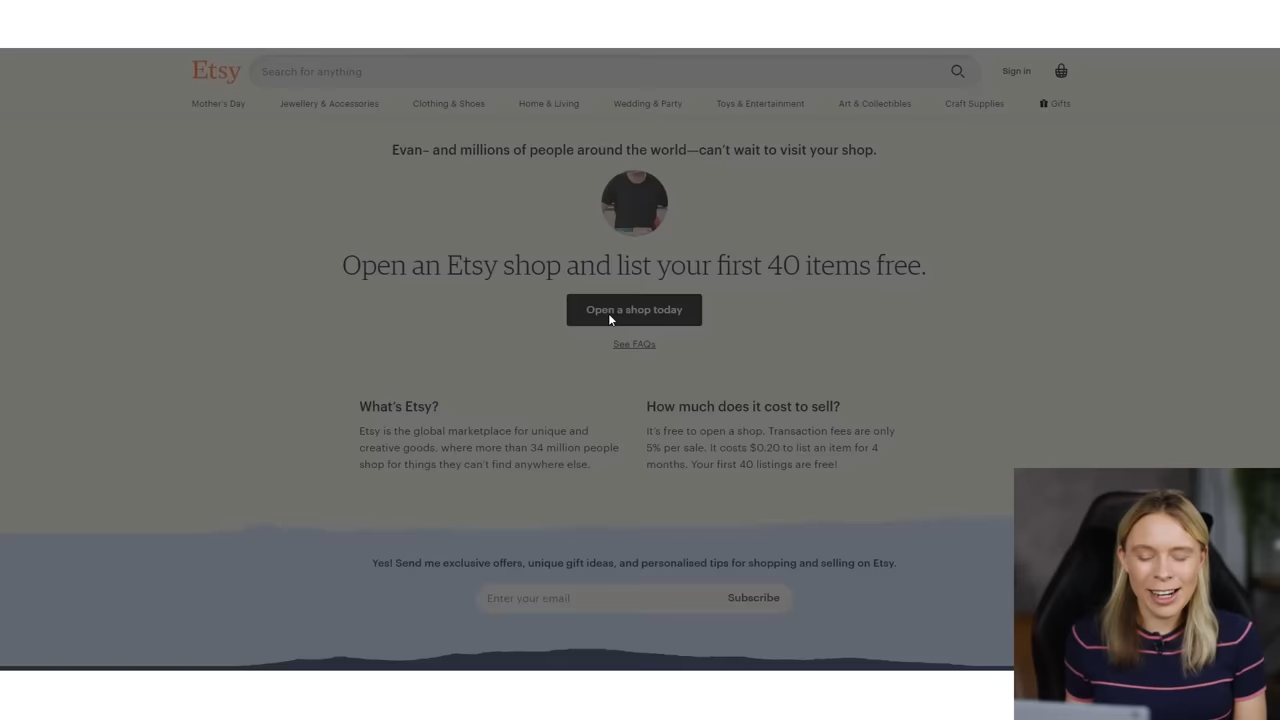 Etsy
Search for anything
Sign in
Mother's Day
Jewellery & Accessories
Clothing & Shoes
Home & Living
Wedding & Party
Toys & Entertainment
Art & Collectibles
Craft Supplies
Gifts
Evan– and millions of people around the world—can't wait to visit your shop.
Open an Etsy shop and list your first 40 items free.
Open a shop today
See FAQs
What's Etsy?
Etsy is the global marketplace for unique and
creative goods, where more than 34 million people
shop for things they can't find anywhere else.
How much does it cost to sell?
It's free to open a shop. Transaction fees are only
5% per sale. It costs $0.20 to list an item for 4
months. Your first 40 listings are free!
Yes! Send me exclusive offers, unique gift ideas, and personalised tips for shopping and selling on Etsy.
Enter your email
Subscribe